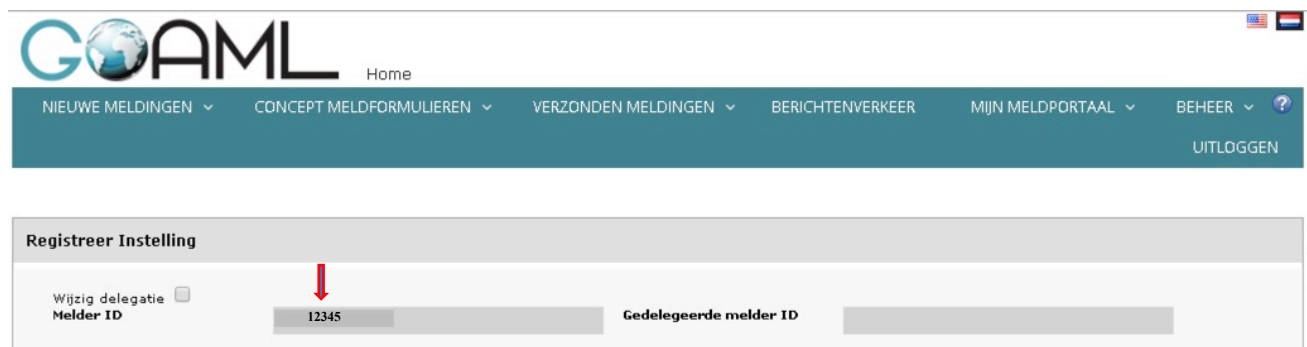 GOAML Home
NIEUWE MELDINGEN CONCEPT MELDFORMULIEREN VERZONDEN MELDINGEN BERICHTENVERKEER MIJN MELDPORTAAL BEHEER ?
UITLOGGEN
Registreer Instelling
Wijzig delegatie
Melder ID 12345 Gedelegeerde melder ID